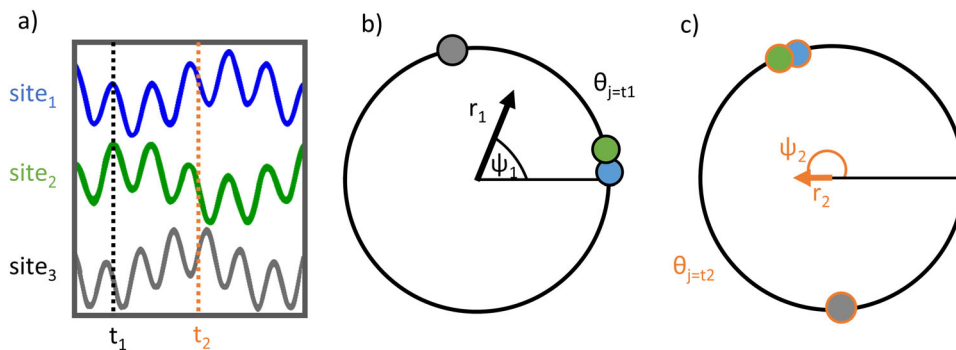 a)
site₁
site₂
site₃
t₁
t₂
b)
θⱼ₌ₜ₁
r₁
ψ₁
c)
ψ₂
r₂
θⱼ₌ₜ₂